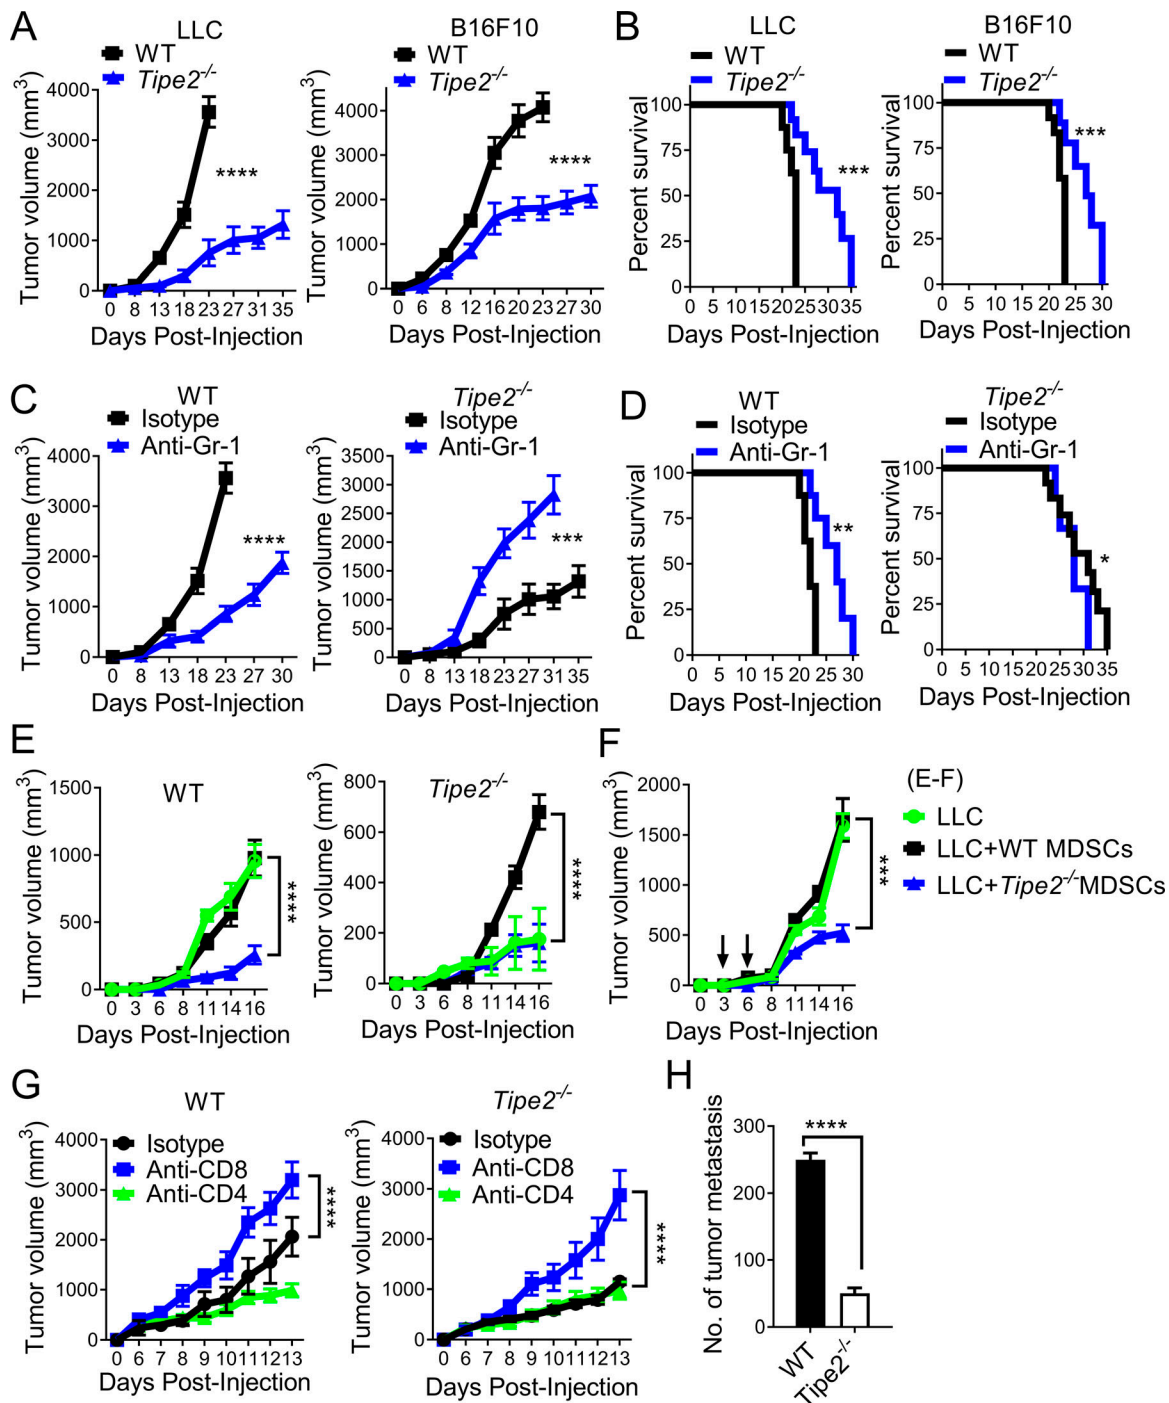 A
LLC
WT
Tipe2-/-
Tumor volume (mm3)
4000
3000
2000
1000
0
****
0 8 13 18 23 27 31 35
Days Post-Injection
B16F10
WT
Tipe2-/-
Tumor volume (mm3)
4000
3000
2000
1000
0
****
0 6 8 12 16 20 23 27 30
Days Post-Injection
B
LLC
WT
Tipe2-/-
Percent survival
100
75
50
25
0
***
0 5 10 15 20 25 30 35
Days Post-Injection
B16F10
WT
Tipe2-/-
Percent survival
100
75
50
25
0
***
0 5 10 15 20 25 30
Days Post-Injection
C
WT
Isotype
Anti-Gr-1
Tumor volume (mm3)
4000
3000
2000
1000
0
****
0 8 13 18 23 27 30
Days Post-Injection
Tipe2-/-
Isotype
Anti-Gr-1
Tumor volume (mm3)
3500
3000
2500
2000
1500
1000
500
0
***
0 8 13 18 23 27 31 35
Days Post-Injection
D
WT
Isotype
Anti-Gr-1
Percent survival
100
75
50
25
0
**
0 5 10 15 20 25 30
Days Post-Injection
Tipe2-/-
Isotype
Anti-Gr-1
Percent survival
100
75
50
25
0
*
0 5 10 15 20 25 30 35
Days Post-Injection
E
WT
Tumor volume (mm3)
1500
1000
500
0
****
0 3 6 8 11 14 16
Days Post-Injection
Tipe2-/-
Tumor volume (mm3)
800
600
400
200
0
****
0 3 6 8 11 14 16
Days Post-Injection
F
Tumor volume (mm3)
2000
1500
1000
500
0
***
0 3 6 8 11 14 16
Days Post-Injection
(E-F)
LLC
LLC+WT MDSCs
LLC+Tipe2-/-MDSCs
G
WT
Isotype
Anti-CD8
Anti-CD4
Tumor volume (mm3)
4000
3000
2000
1000
0
****
0 6 7 8 9 10 11 12 13
Days Post-Injection
Tipe2-/-
Isotype
Anti-CD8
Anti-CD4
Tumor volume (mm3)
4000
3000
2000
1000
0
****
0 6 7 8 9 10 11 12 13
Days Post-Injection
H
No. of tumor metastasis
300
200
100
0
****
WT
Tipe2-/-